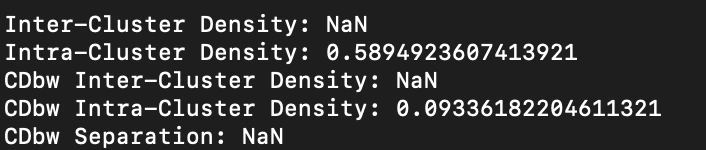 Inter-Cluster Density: NaN
Intra-Cluster Density: 0.5894923607413921
CDbw Inter-Cluster Density: NaN
CDbw Intra-Cluster Density: 0.09336182204611321
CDbw Separation: NaN